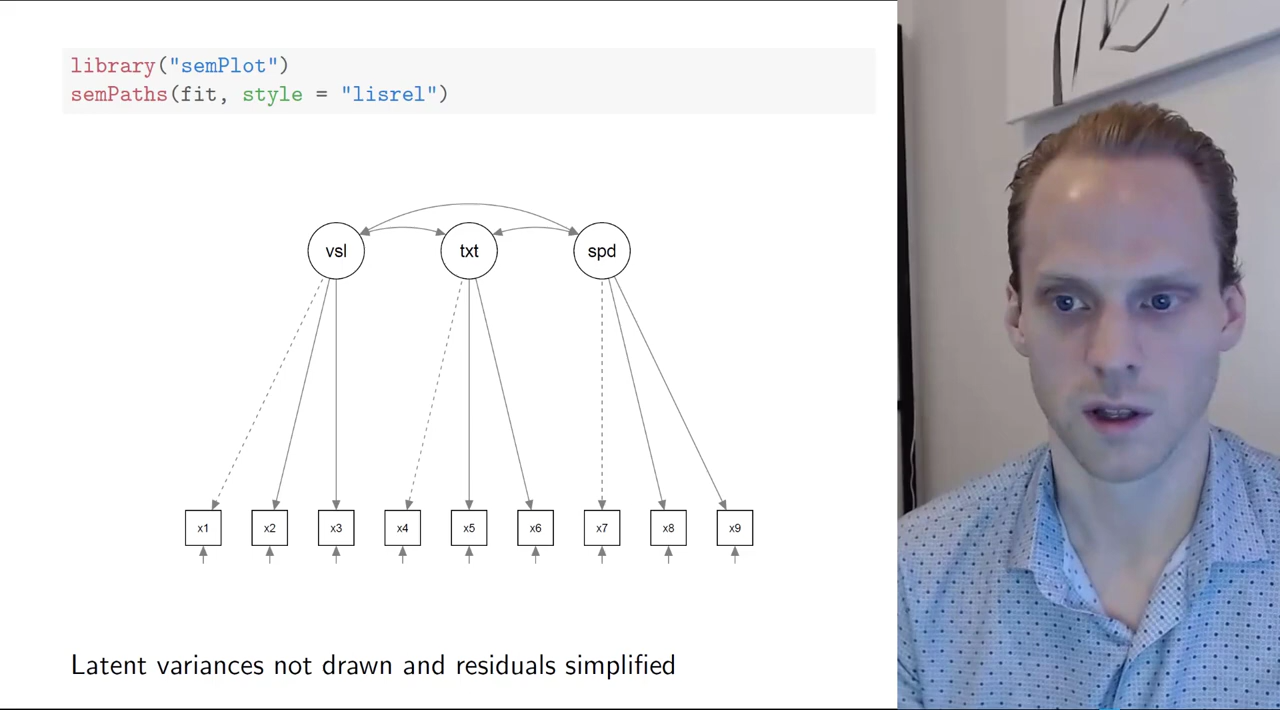 library("semPlot")
semPaths(fit, style = "lisrel")
vsl txt spd
x1 x2 x3 x4 x5 x6 x7 x8 x9
Latent variances not drawn and residuals simplified